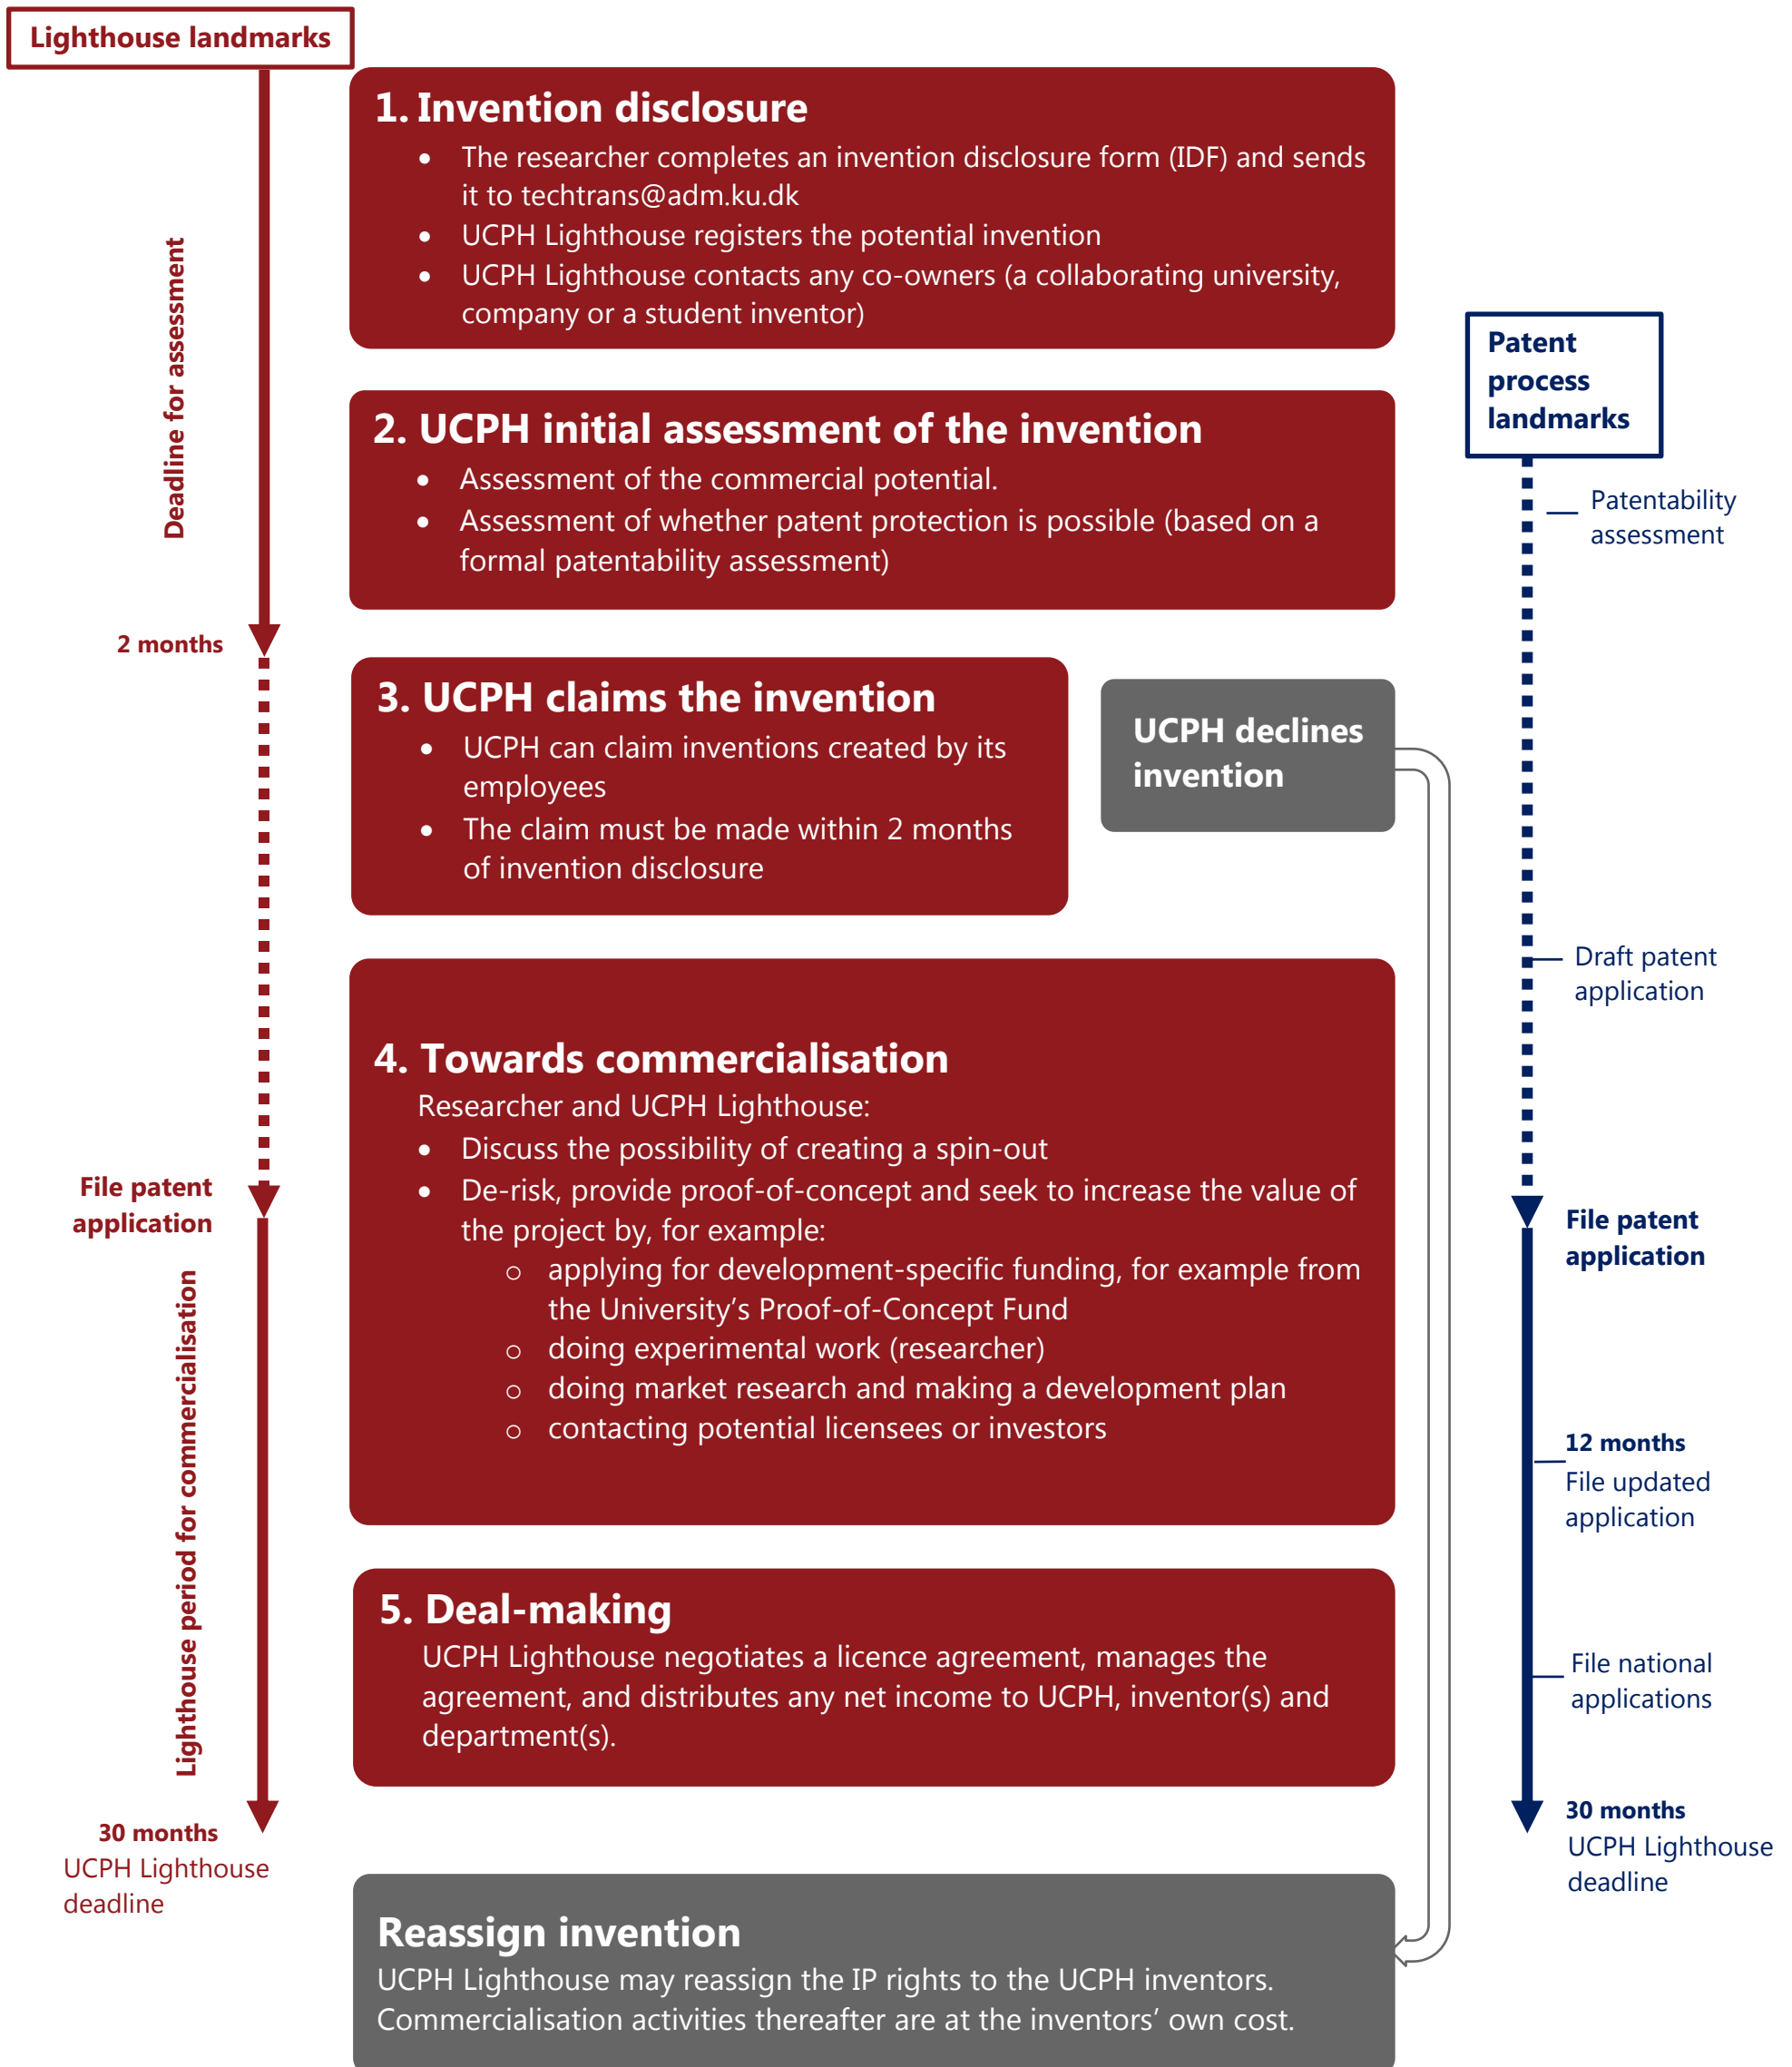 Lighthouse landmarks
1. Invention disclosure
• The researcher completes an invention disclosure form (IDF) and sends
it to techtrans@adm.ku.dk
• UCPH Lighthouse registers the potential invention
• UCPH Lighthouse contacts any co-owners (a collaborating university,
company or a student inventor)
Deadline for assessment
Patent
process
landmarks
2. UCPH initial assessment of the invention
• Assessment of the commercial potential.
• Assessment of whether patent protection is possible (based on a
formal patentability assessment)
Patentability
assessment
2 months
3. UCPH claims the invention
• UCPH can claim inventions created by its
employees
• The claim must be made within 2 months
of invention disclosure
UCPH declines
invention
Draft patent
application
4. Towards commercialisation
Researcher and UCPH Lighthouse:
• Discuss the possibility of creating a spin-out
• De-risk, provide proof-of-concept and seek to increase the value of
the project by, for example:
o applying for development-specific funding, for example from
the University’s Proof-of-Concept Fund
o doing experimental work (researcher)
o doing market research and making a development plan
o contacting potential licensees or investors
File patent
application
File patent
application
Lighthouse period for commercialisation
12 months
File updated
application
5. Deal-making
UCPH Lighthouse negotiates a licence agreement, manages the
agreement, and distributes any net income to UCPH, inventor(s) and
department(s).
File national
applications
30 months
UCPH Lighthouse
deadline
30 months
UCPH Lighthouse
deadline
Reassign invention
UCPH Lighthouse may reassign the IP rights to the UCPH inventors.
Commercialisation activities thereafter are at the inventors’ own cost.